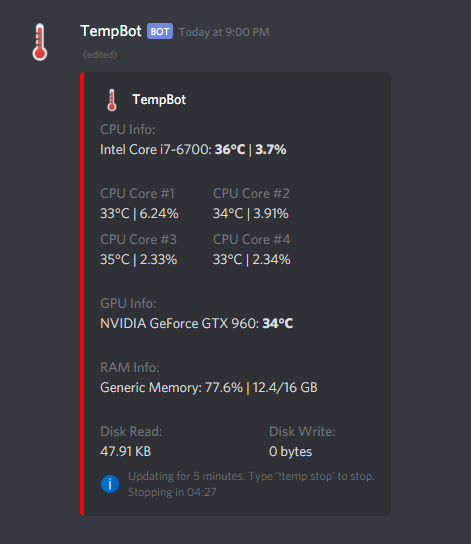 TempBot BOT Today at 9:00 PM
(edited)
TempBot
CPU Info:
Intel Core i7-6700: 36°C | 3.7%
CPU Core #1 CPU Core #2
33°C | 6.24% 34°C | 3.91%
CPU Core #3 CPU Core #4
35°C | 2.33% 33°C | 2.34%
GPU Info:
NVIDIA GeForce GTX 960: 34°C
RAM Info:
Generic Memory: 77.6% | 12.4/16 GB
Disk Read: Disk Write:
47.91 KB 0 bytes
Updating for 5 minutes. Type '!temp stop' to stop.
Stopping in 04:27